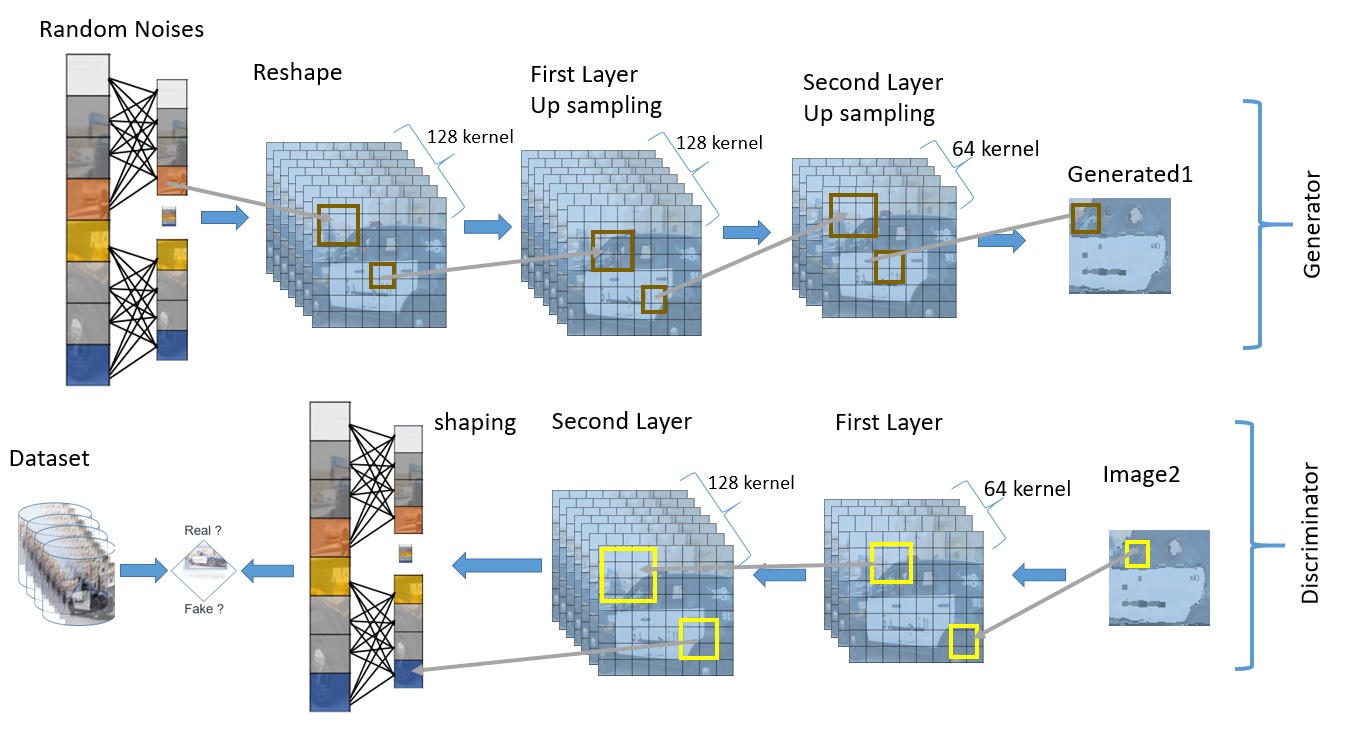 Random Noises
Reshape
128 kernel
First Layer
Up sampling
128 kernel
Second Layer
Up sampling
64 kernel
Generated1
Generator
Dataset
Real ?
Fake ?
shaping
Second Layer
128 kernel
First Layer
64 kernel
Image2
Discriminator